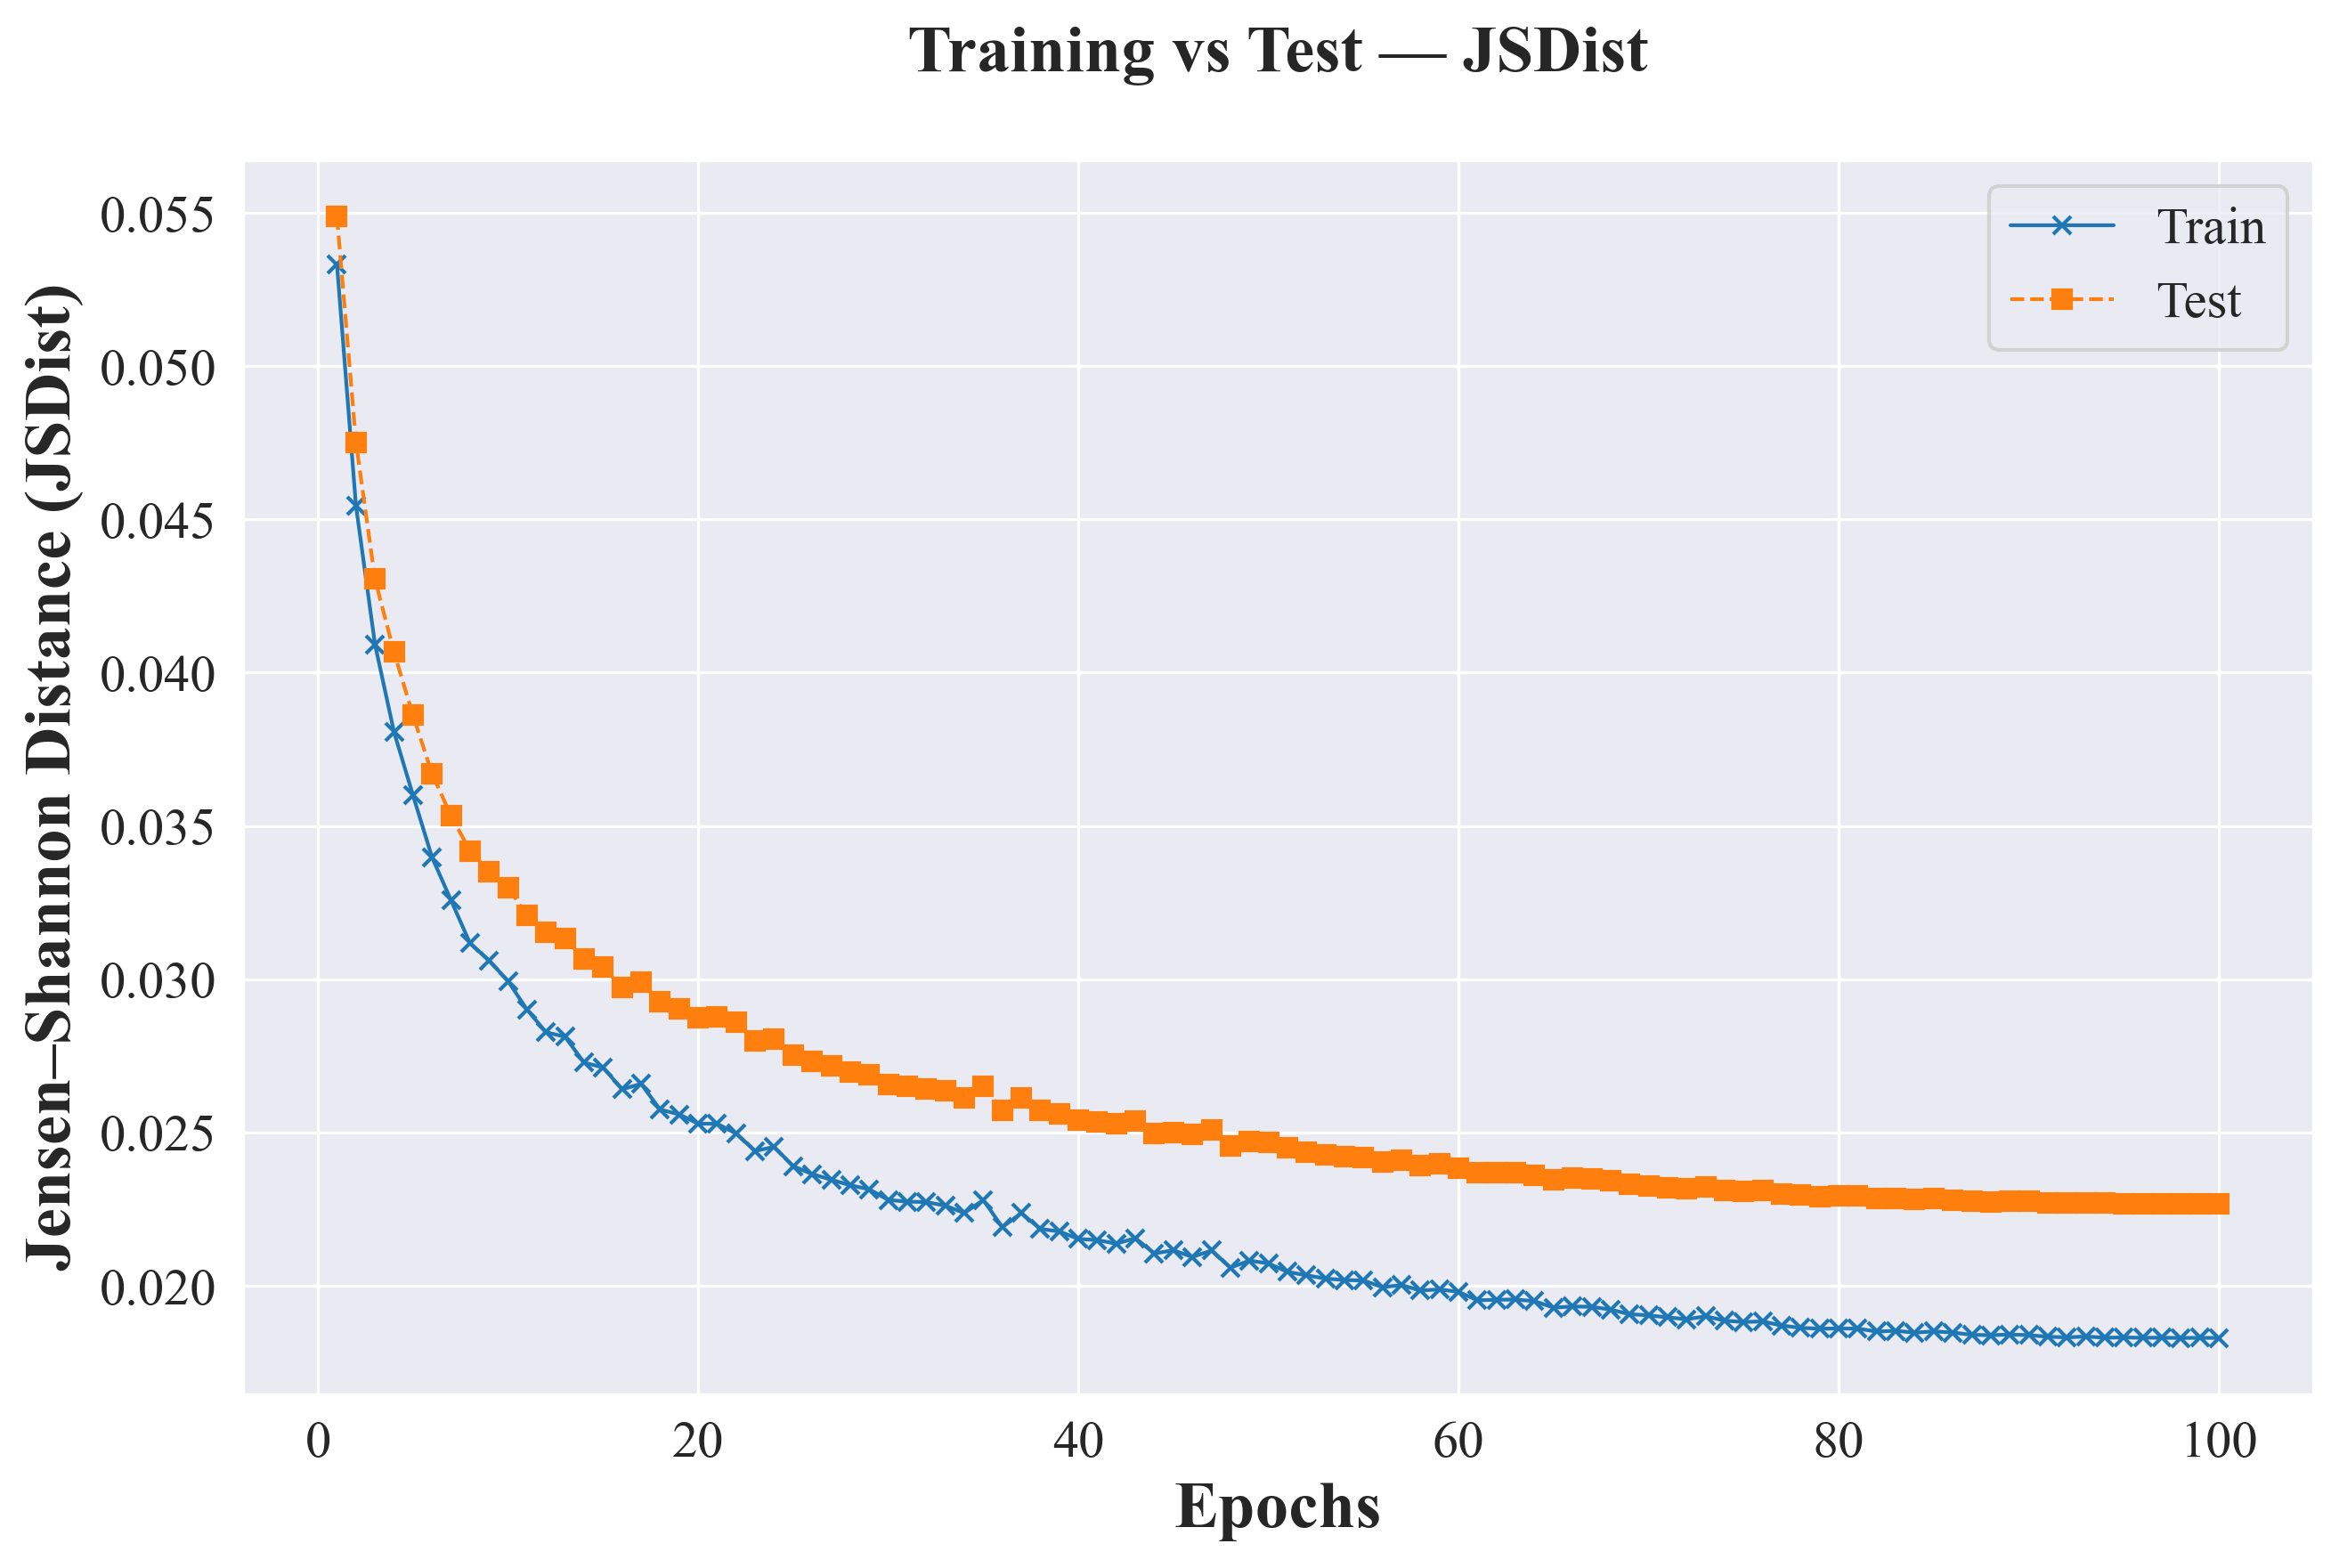 Training vs Test — JSDist
Jensen–Shannon Distance (JSDist)
0.055
0.050
0.045
0.040
0.035
0.030
0.025
0.020
Train
Test
0 20 40 60 80 100
Epochs